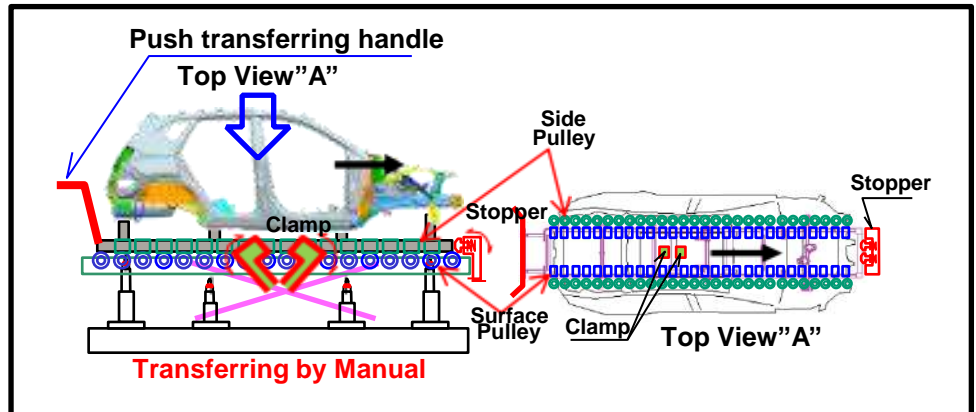 Push transferring handle
Top View”A”
Side
Pulley
Stopper
Clamp
Stopper
Surface
Pulley
Clamp
Top View”A”
Transferring by Manual